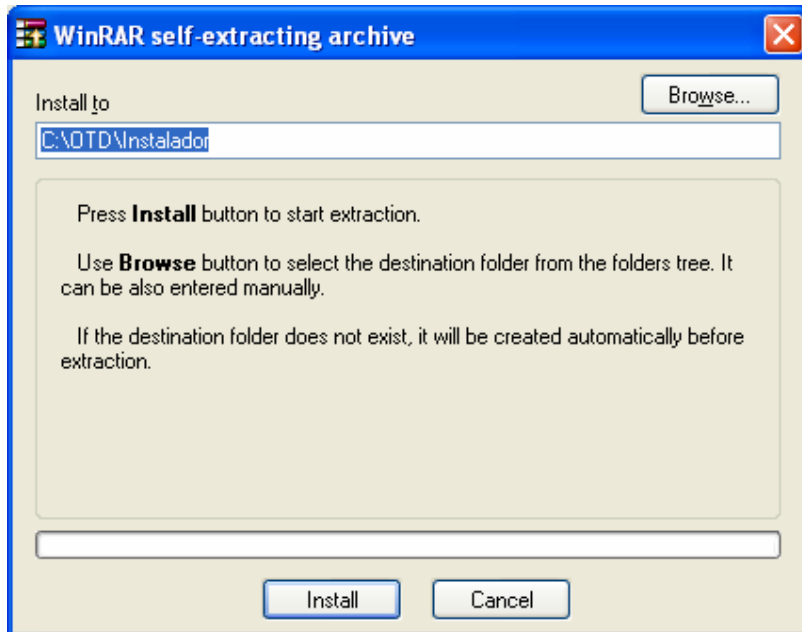 WinRAR self-extracting archive
Install to
Browse...
C:\OTD\Instalador
Press Install button to start extraction.
Use Browse button to select the destination folder from the folders tree. It
can be also entered manually.
If the destination folder does not exist, it will be created automatically before
extraction.
Install
Cancel